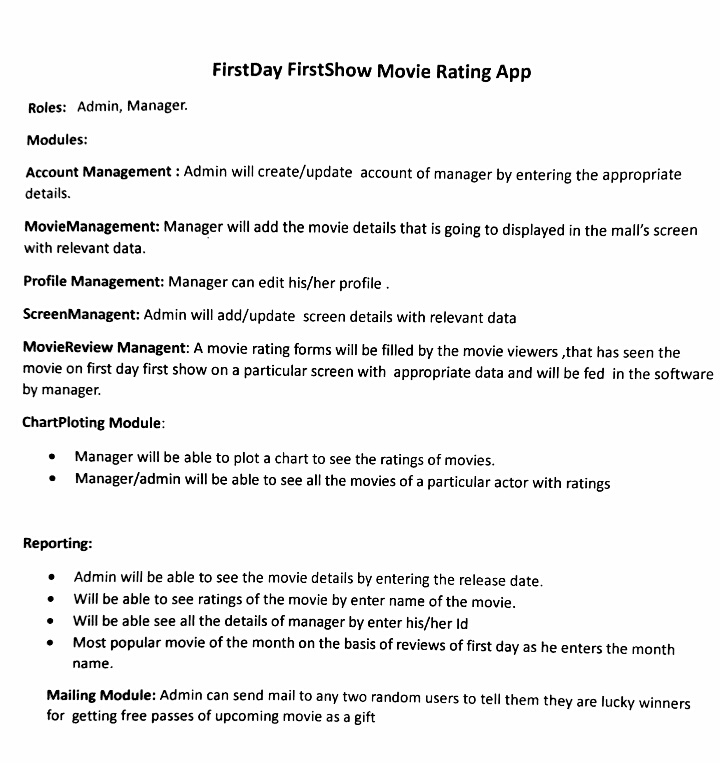 FirstDay FirstShow Movie Rating App
Roles: Admin, Manager.
Modules:
Account Management : Admin will create/update account of manager by entering the appropriate
details.
MovieManagement: Manager will add the movie details that is going to displayed in the mall's screen
with relevant data.
Profile Management: Manager can edit his/her profile .
ScreenManagent: Admin will add/update screen details with relevant data
MovieReview Managent: A movie rating forms will be filled by the movie viewers ,that has seen the
movie on first day first show on a particular screen with appropriate data and will be fed in the software
by manager.
ChartPloting Module:
• Manager will be able to plot a chart to see the ratings of movies.
• Manager/admin will be able to see all the movies of a particular actor with ratings
Reporting:
• Admin will be able to see the movie details by entering the release date.
• Will be able to see ratings of the movie by enter name of the movie.
• Will be able see all the details of manager by enter his/her Id
• Most popular movie of the month on the basis of reviews of first day as he enters the month
name.
Mailing Module: Admin can send mail to any two random users to tell them they are lucky winners
for getting free passes of upcoming movie as a gift